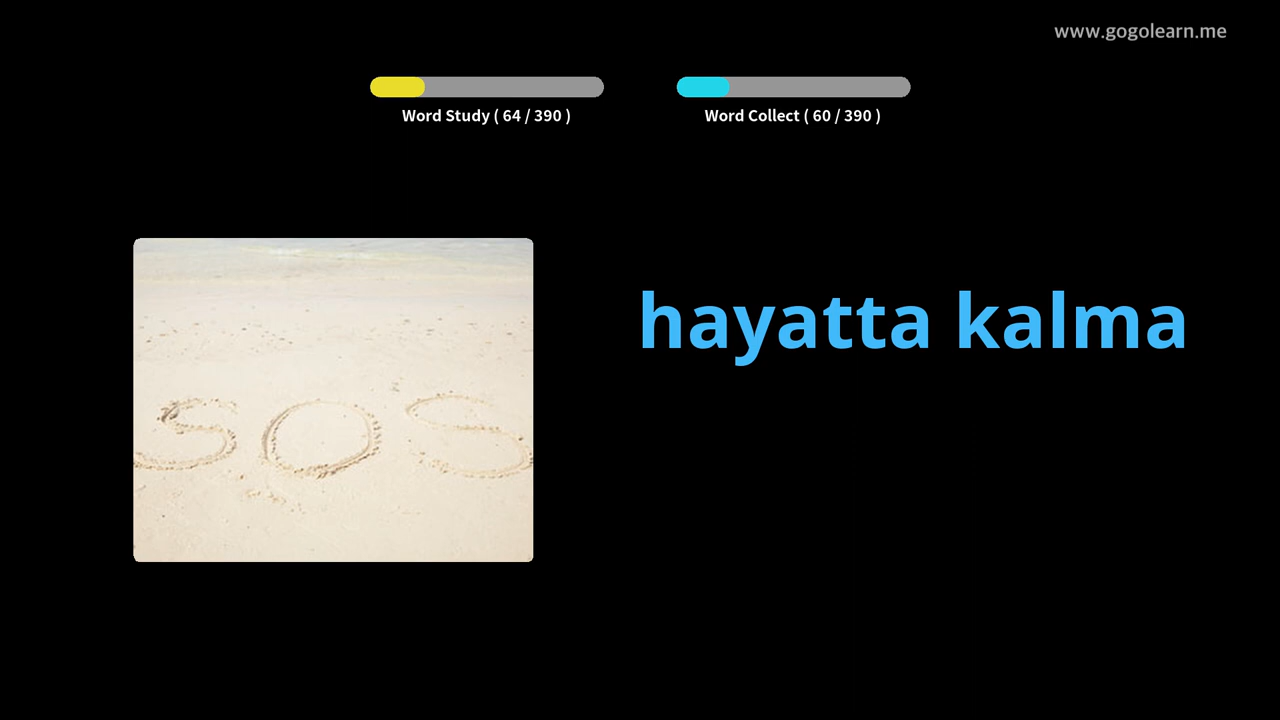 www.gogolearn.me
Word Study ( 64 / 390 )
Word Collect ( 60 / 390 )
hayatta kalma
SOS